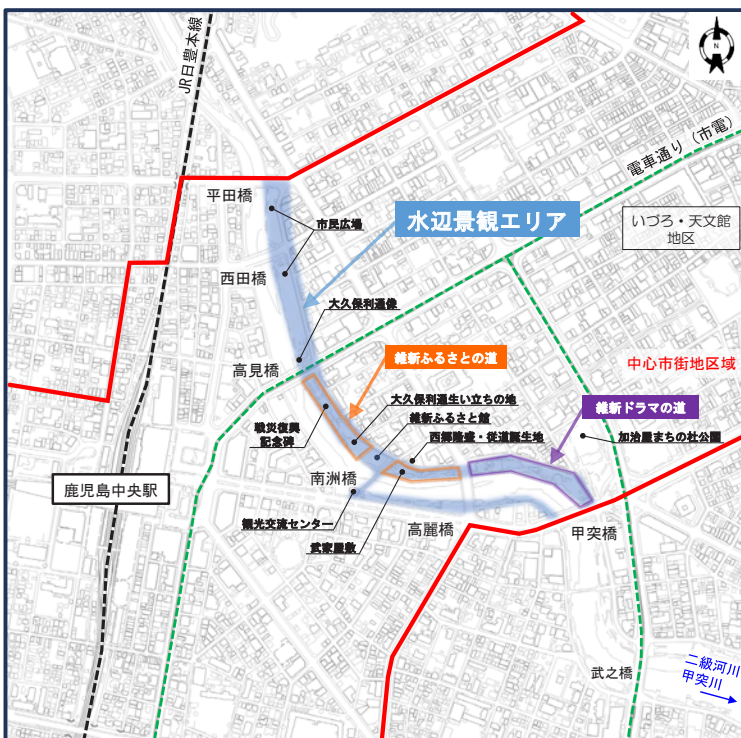 N
JR日豊本線
電車通り（市電）
平田橋
市民広場
水辺景観エリア
いづろ・天文館
地区
西田橋
大久保利通像
高見橋
維新ふるさとの道
中心市街地区域
大久保利通生い立ちの地
戦災復興
記念碑
維新ふるさと館
西郷隆盛・従道誕生地
維新ドラマの道
加治屋まちの杜公園
南洲橋
鹿児島中央駅
観光交流センター
高麗橋
武家屋敷
甲突橋
武之橋
二級河川
甲突川